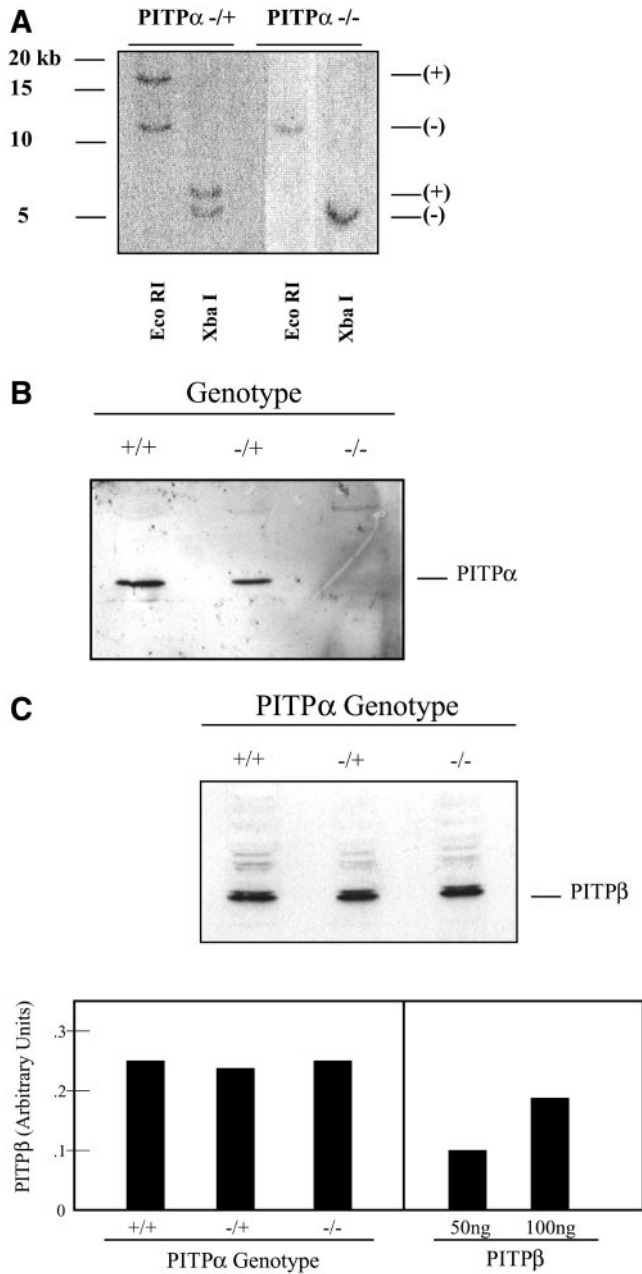 A
PITPα -/+ PITPα -/-
20 kb
15
10
5
(+)
(-)
(+)
(-)
Eco RI
Xba I
Eco RI
Xba I
B
Genotype
+/+ -/+ -/-
PITPα
C
PITPα Genotype
+/+ -/+ -/-
PITPβ
PITPβ (Arbitrary Units)
.3
.2
.1
0
+/+ -/+ -/- 50ng 100ng
PITPα Genotype PITPβ